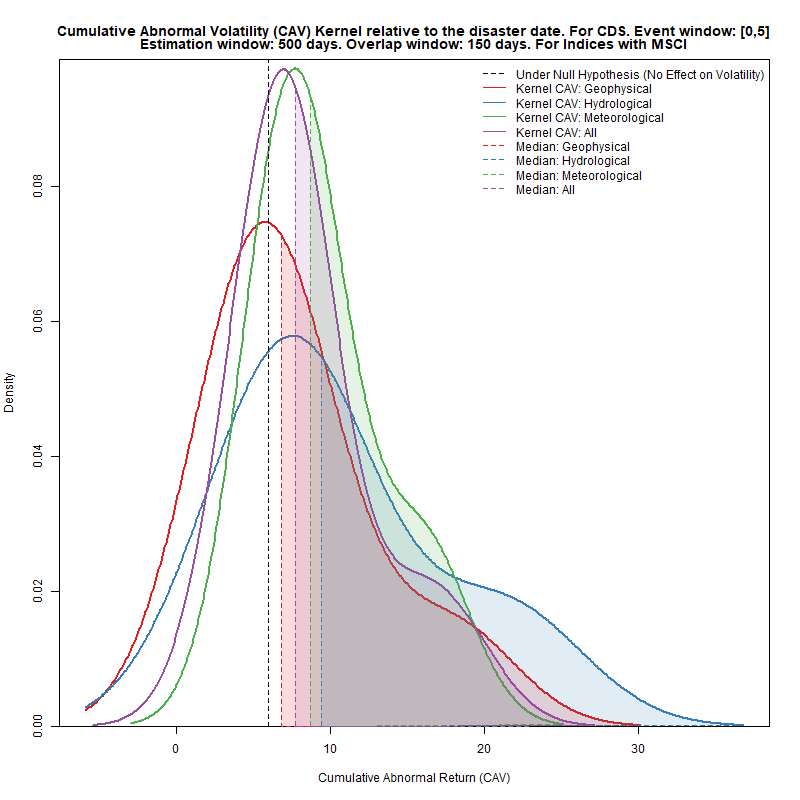 Cumulative Abnormal Volatility (CAV) Kernel relative to the disaster date. For CDS. Event window: [0,5]
Estimation window: 500 days. Overlap window: 150 days. For Indices with MSCI
Under Null Hypothesis (No Effect on Volatility)
Kernel CAV: Geophysical
Kernel CAV: Hydrological
Kernel CAV: Meteorological
Kernel CAV: All
Median: Geophysical
Median: Hydrological
Median: Meteorological
Median: All
Density
0.08
0.06
0.04
0.02
0.00
0 10 20 30
Cumulative Abnormal Return (CAV)